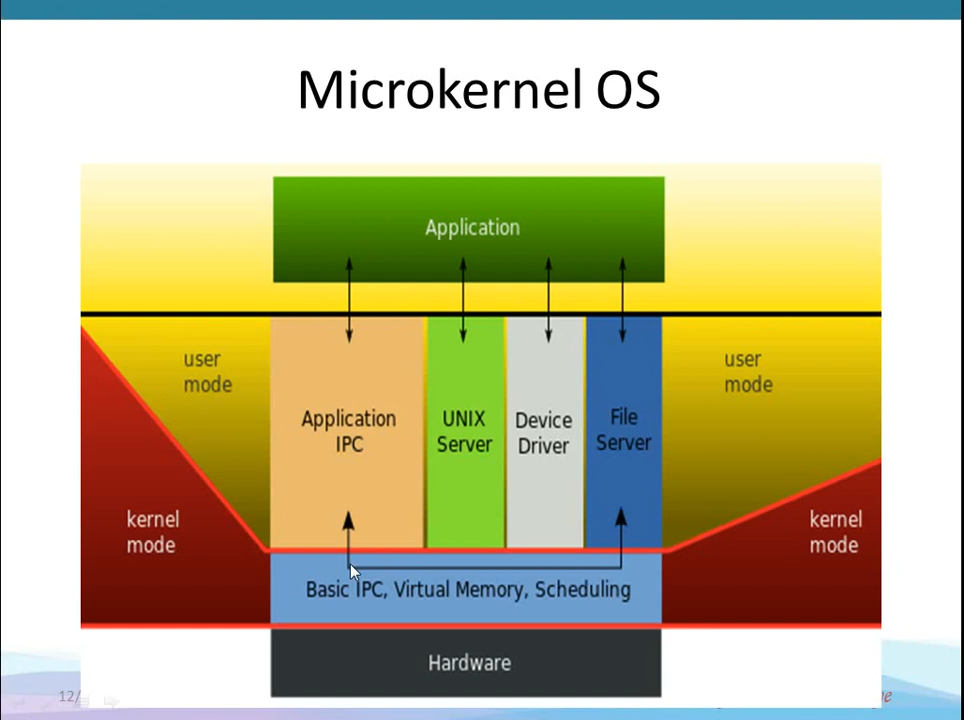 Microkernel OS
Application
user
mode
Application
IPC
UNIX
Server
Device
Driver
File
Server
user
mode
kernel
mode
kernel
mode
Basic IPC, Virtual Memory, Scheduling
Hardware
12/